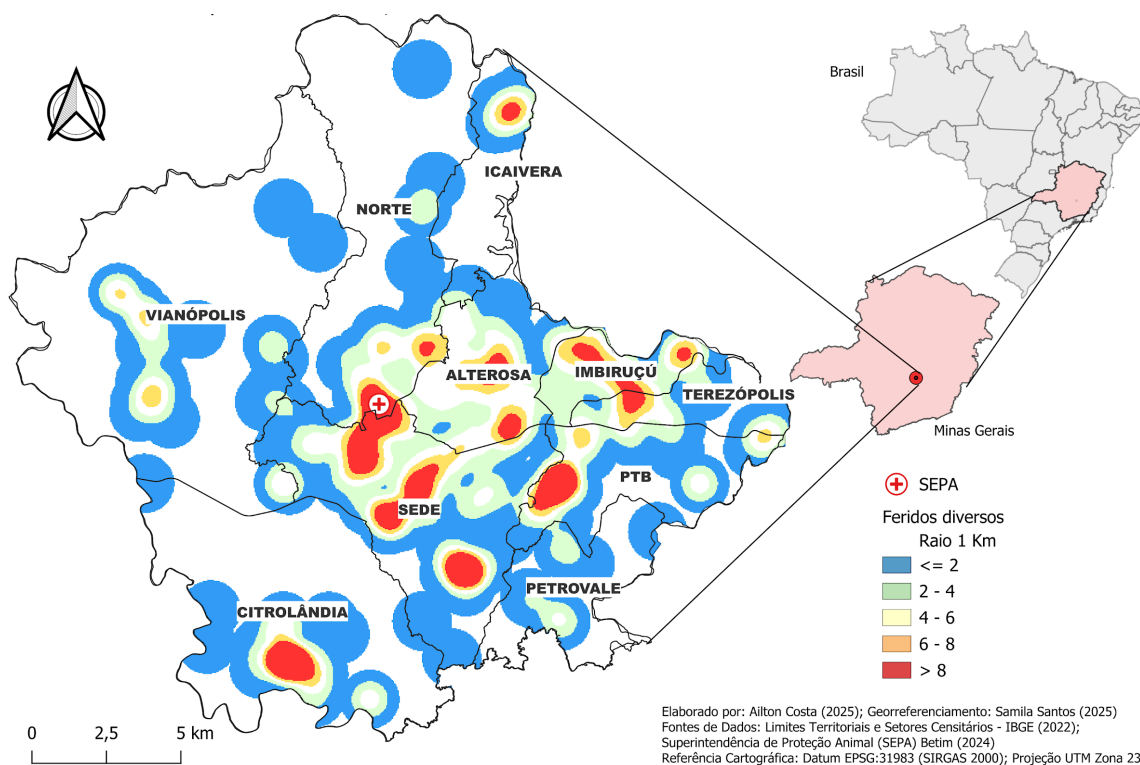 Brasil
ICAIVERA
NORTE
VIANÓPOLIS
ALTEROSA
IMBIRUÇÚ
TEREZÓPOLIS
Minas Gerais
PTB
SEDE
PETROVALE
CITROLÂNDIA
SEPA
Feridos diversos
Raio 1 Km
<= 2
2 - 4
4 - 6
6 - 8
> 8
0 2,5 5 km
Elaborado por: Ailton Costa (2025); Georreferenciamento: Samila Santos (2025)
Fontes de Dados: Limites Territoriais e Setores Censitários - IBGE (2022);
Superintendência de Proteção Animal (SEPA) Betim (2024)
Referência Cartográfica: Datum EPSG:31983 (SIRGAS 2000); Projeção UTM Zona 23